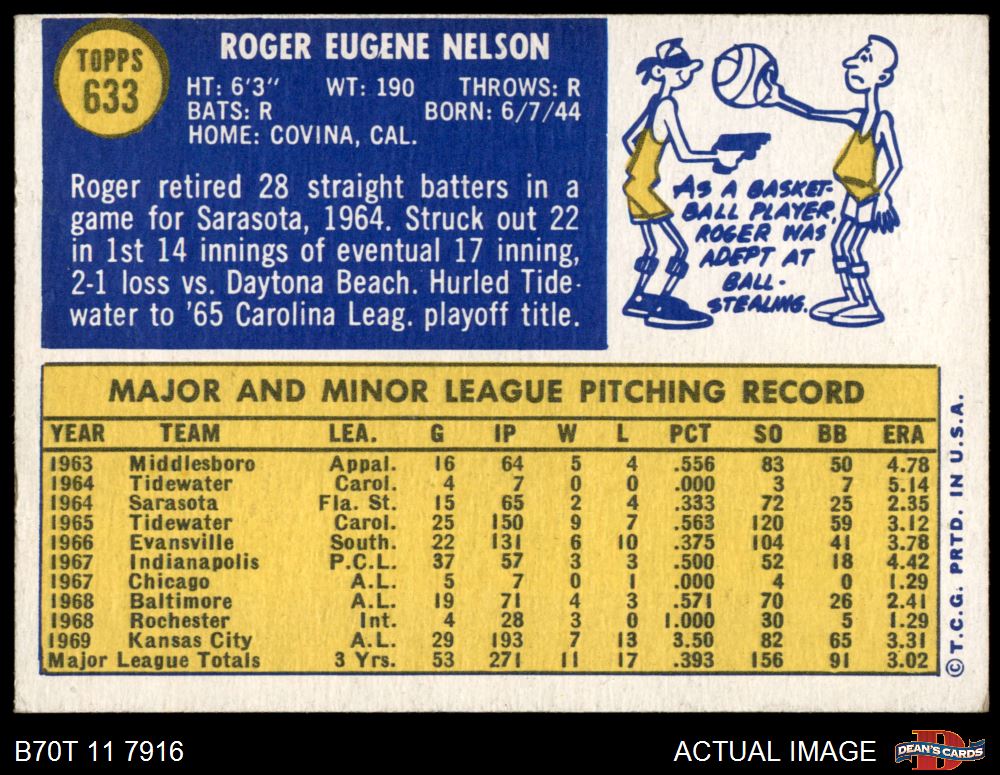 TOPPS
633
ROGER EUGENE NELSON
HT: 6'3" WT: 190 THROWS: R
BATS: R BORN: 6/7/44
HOME: COVINA, CAL.
Roger retired 28 straight batters in a
game for Sarasota, 1964. Struck out 22
in 1st 14 innings of eventual 17 inning,
2-1 loss vs. Daytona Beach. Hurled Tide-
water to '65 Carolina Leag. playoff title.
AS A BASKET-
BALL PLAYER,
ROGER WAS
ADEPT AT
BALL-
STEALING.
MAJOR AND MINOR LEAGUE PITCHING RECORD
YEAR TEAM LEA. G IP W L PCT SO BB ERA
1963 Middlesboro Appal. 16 64 5 4 .556 83 50 4.78
1964 Tidewater Carol. 4 7 0 0 .000 3 7 5.14
1964 Sarasota Fla. St. 15 65 2 4 .333 72 25 2.35
1965 Tidewater Carol. 25 150 9 7 .563 120 59 3.12
1966 Evansville South. 22 131 6 10 .375 104 41 3.78
1967 Indianapolis P.C.L. 37 57 3 3 .500 52 18 4.42
1967 Chicago A.L. 5 7 0 1 .000 4 0 1.29
1968 Baltimore A.L. 19 71 4 3 .571 70 26 2.41
1968 Rochester Int. 4 28 3 0 1.000 30 5 1.29
1969 Kansas City A.L. 29 193 7 13 3.50 82 65 3.31
Major League Totals 3 Yrs. 53 271 11 17 .393 156 91 3.02
© T.C.G. PRTD. IN U.S.A.
B70T 11 7916
ACTUAL IMAGE
D
DEAN'S CARDS